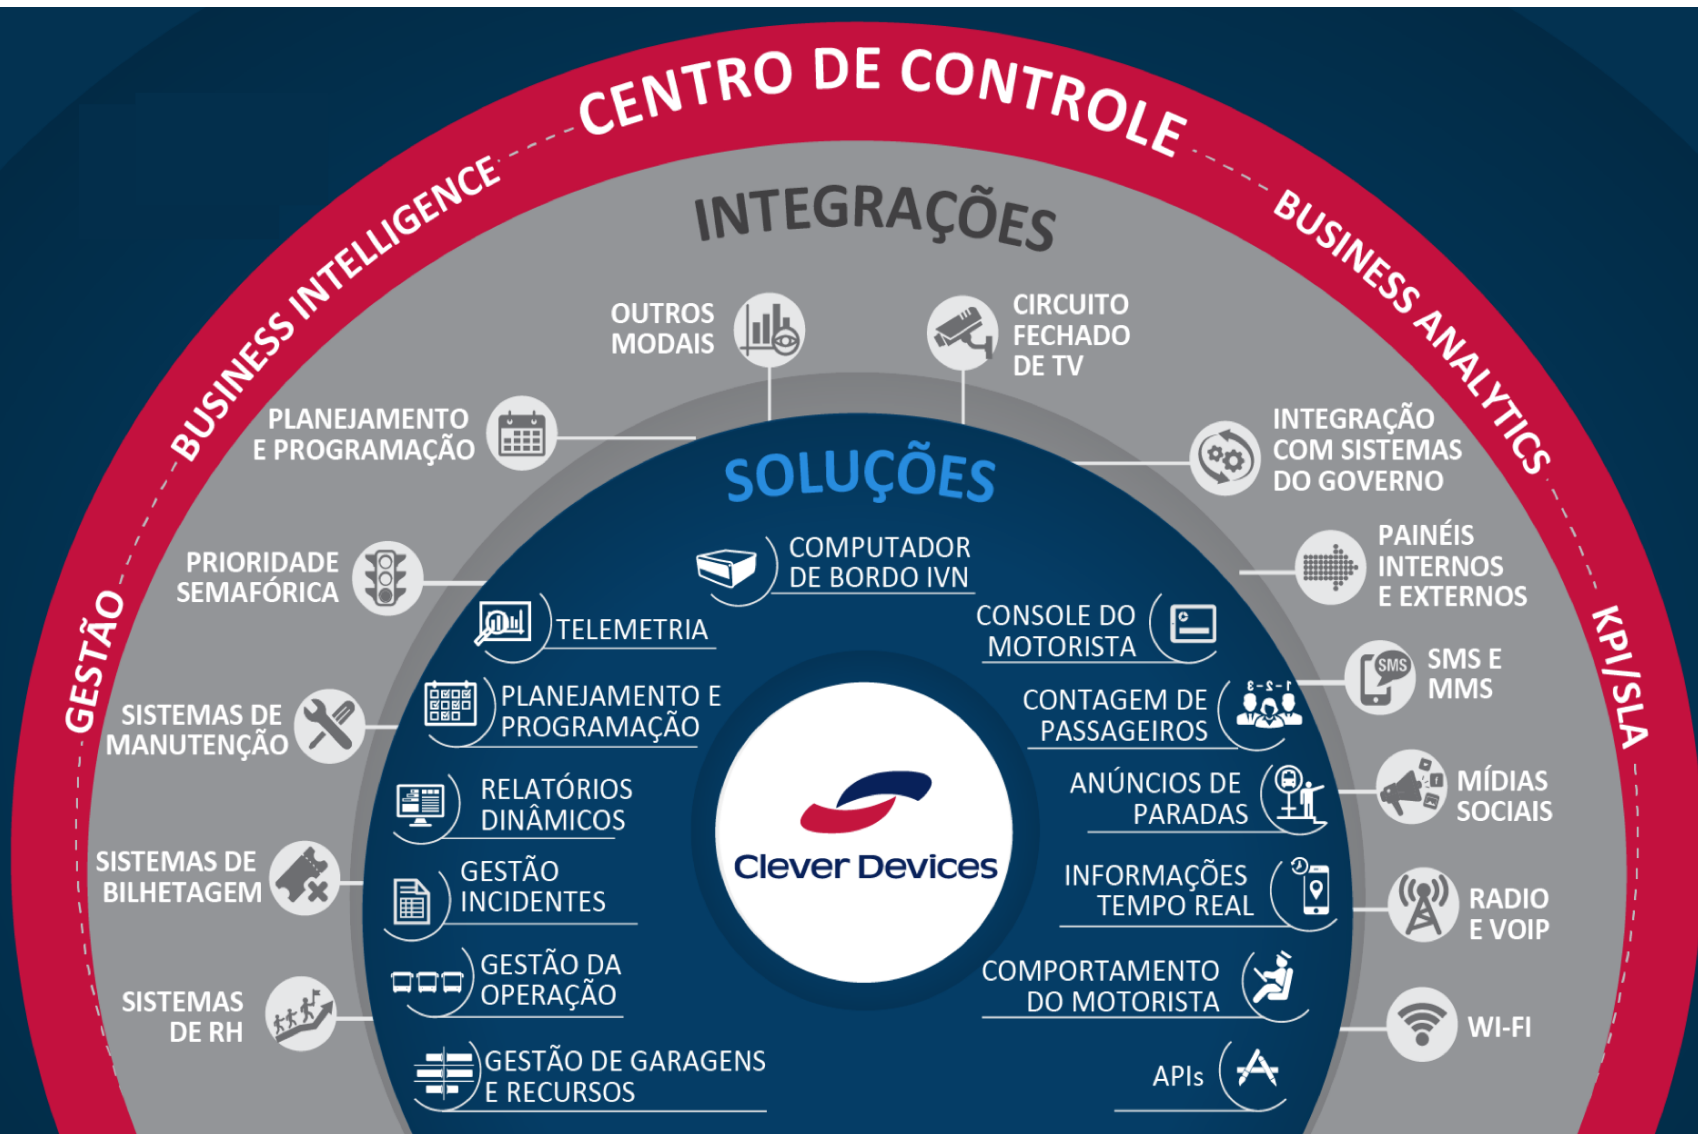 CENTRO DE CONTROLE
BUSINESS INTELLIGENCE
BUSINESS ANALYTICS
GESTÃO
KPI/SLA
INTEGRAÇÕES
OUTROS
MODAIS
CIRCUITO
FECHADO
DE TV
PLANEJAMENTO
E PROGRAMAÇÃO
INTEGRAÇÃO
COM SISTEMAS
DO GOVERNO
PRIORIDADE
SEMAFÓRICA
PAINÉIS
INTERNOS
E EXTERNOS
SISTEMAS DE
MANUTENÇÃO
SMS
SMS E
MMS
SISTEMAS DE
BILHETAGEM
MÍDIAS
SOCIAIS
SISTEMAS
DE RH
RADIO
E VOIP
WI-FI
SOLUÇÕES
COMPUTADOR
DE BORDO IVN
TELEMETRIA
CONSOLE DO
MOTORISTA
PLANEJAMENTO E
PROGRAMAÇÃO
CONTAGEM DE
PASSAGEIROS
1-2-3
RELATÓRIOS
DINÂMICOS
ANÚNCIOS DE
PARADAS
GESTÃO
INCIDENTES
INFORMAÇÕES
TEMPO REAL
GESTÃO DA
OPERAÇÃO
COMPORTAMENTO
DO MOTORISTA
GESTÃO DE GARAGENS
E RECURSOS
APIs
Clever Devices